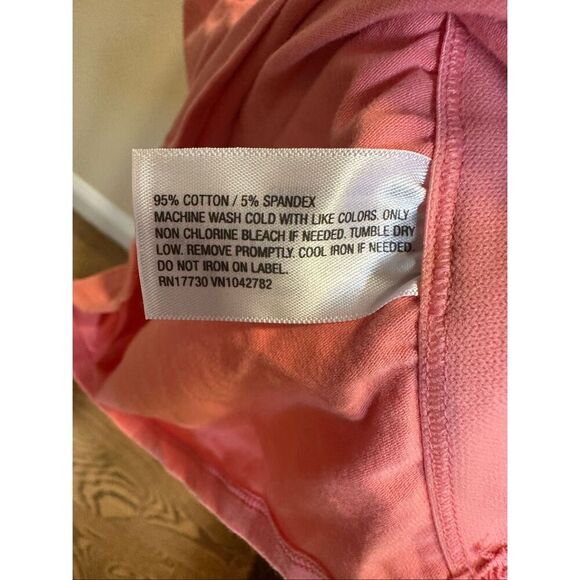 95% COTTON / 5% SPANDEX
MACHINE WASH COLD WITH LIKE COLORS. ONLY
NON CHLORINE BLEACH IF NEEDED. TUMBLE DRY
LOW. REMOVE PROMPTLY. COOL IRON IF NEEDED.
DO NOT IRON ON LABEL.
RN17730 VN1042782